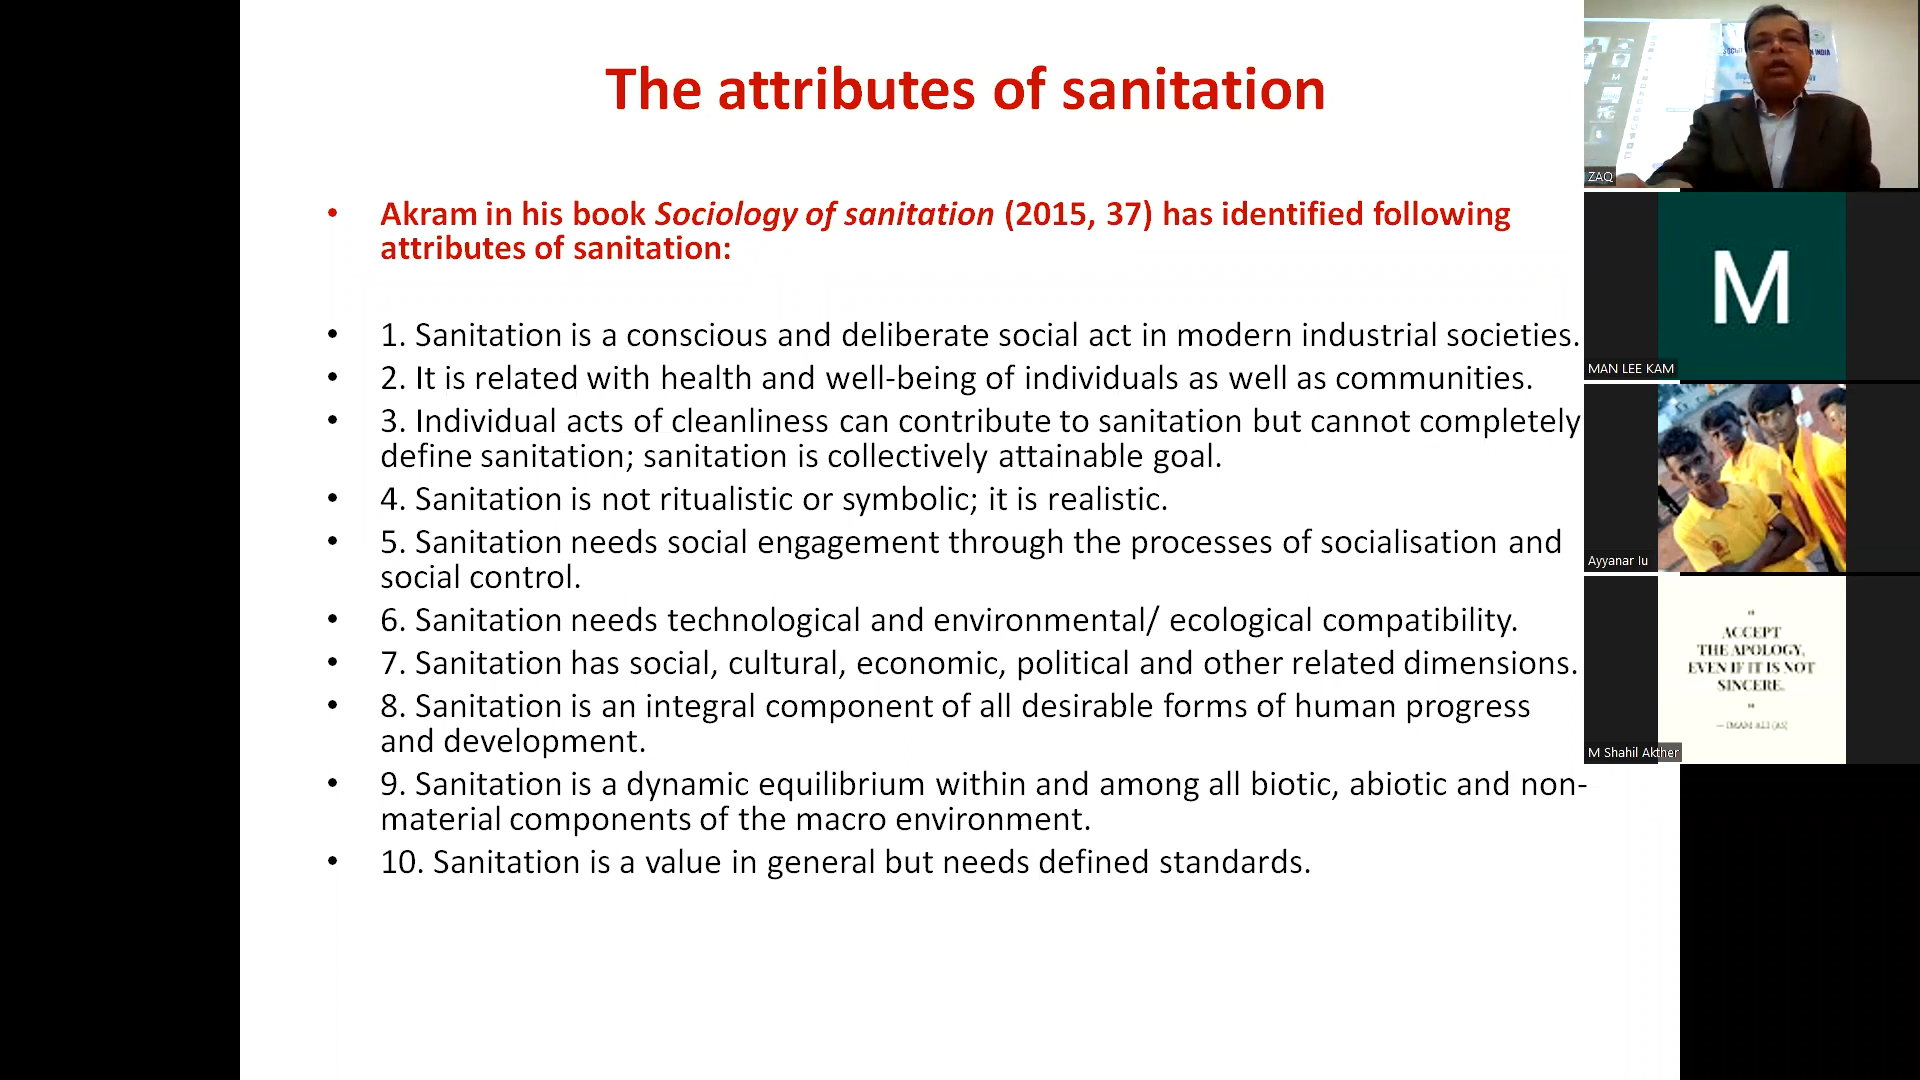 The attributes of sanitation
• Akram in his book Sociology of sanitation (2015, 37) has identified following
attributes of sanitation:
• 1. Sanitation is a conscious and deliberate social act in modern industrial societies.
• 2. It is related with health and well-being of individuals as well as communities.
• 3. Individual acts of cleanliness can contribute to sanitation but cannot completely
define sanitation; sanitation is collectively attainable goal.
• 4. Sanitation is not ritualistic or symbolic; it is realistic.
• 5. Sanitation needs social engagement through the processes of socialisation and
social control.
• 6. Sanitation needs technological and environmental/ ecological compatibility.
• 7. Sanitation has social, cultural, economic, political and other related dimensions.
• 8. Sanitation is an integral component of all desirable forms of human progress
and development.
• 9. Sanitation is a dynamic equilibrium within and among all biotic, abiotic and non-
material components of the macro environment.
• 10. Sanitation is a value in general but needs defined standards.
INDIA
ZAQ
M
MAN LEE KAM
Ayyanar lu
"
ACCEPT
THE APOLOGY,
EVEN IF IT IS NOT
SINCERE.
"
— IMAM ALI (AS)
M Shahil Akther